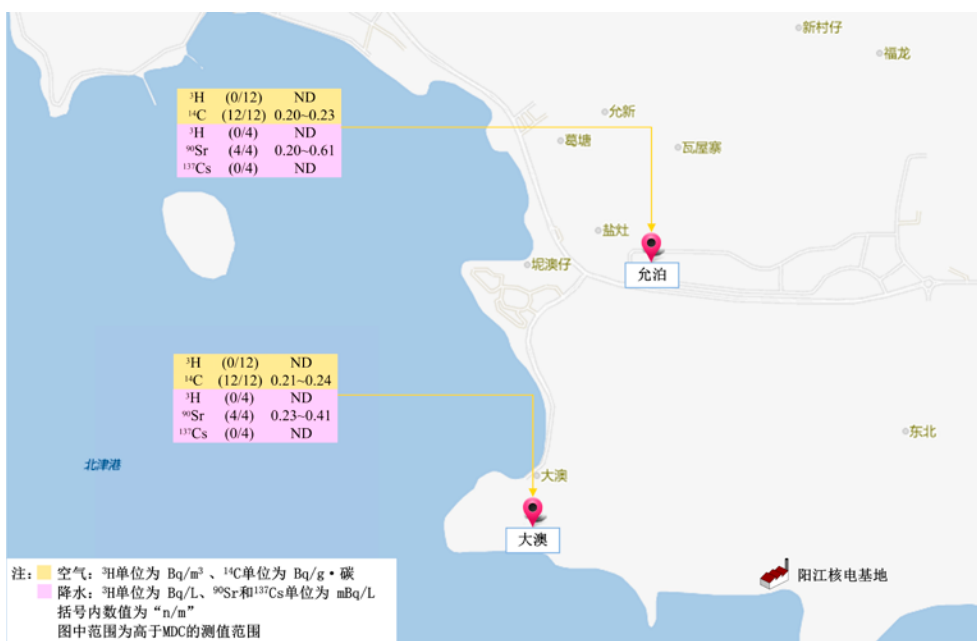 新村仔
福龙
³H (0/12) ND
¹⁴C (12/12) 0.20~0.23
³H (0/4) ND
⁹⁰Sr (4/4) 0.20~0.61
¹³⁷Cs (0/4) ND
允新
葛塘
瓦屋寨
盐灶
坭澳仔
允泊
³H (0/12) ND
¹⁴C (12/12) 0.21~0.24
³H (0/4) ND
⁹⁰Sr (4/4) 0.23~0.41
¹³⁷Cs (0/4) ND
东北
北津港
大澳
大澳
阳江核电基地
注: 空气: ³H单位为 Bq/m³ 、¹⁴C单位为 Bq/g·碳
降水: ³H单位为 Bq/L、⁹⁰Sr和¹³⁷Cs单位为 mBq/L
括号内数值为“n/m”
图中范围为高于MDC的测值范围